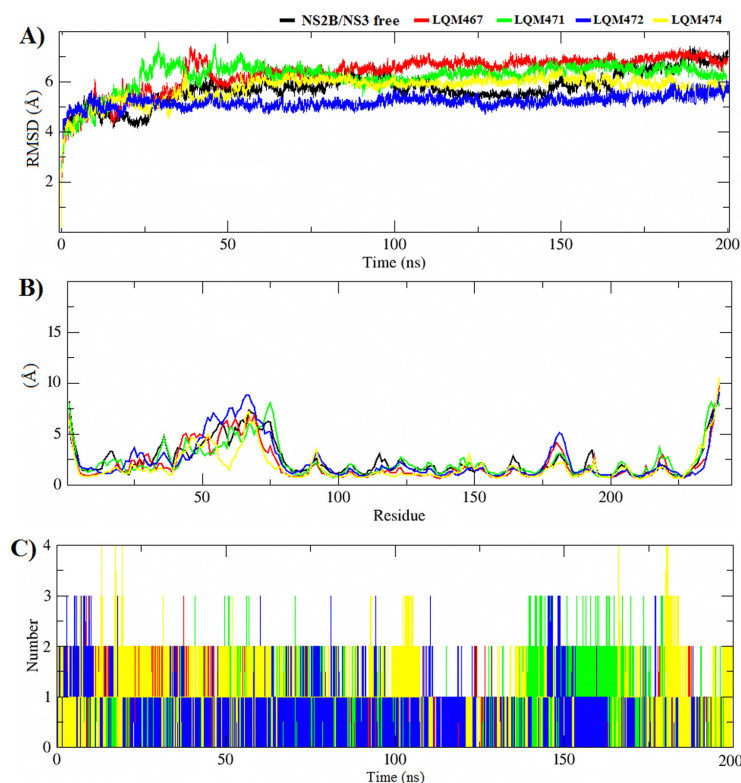 NS2B/NS3 free LQM467 LQM471 LQM472 LQM474
A)
RMSD (Å)
6
4
2
0 50 100 150 200
Time (ns)
B)
(Å)
15
10
5
0
50 100 150 200
Residue
C)
Number
4
3
2
1
0
0 50 100 150 200
Time (ns)